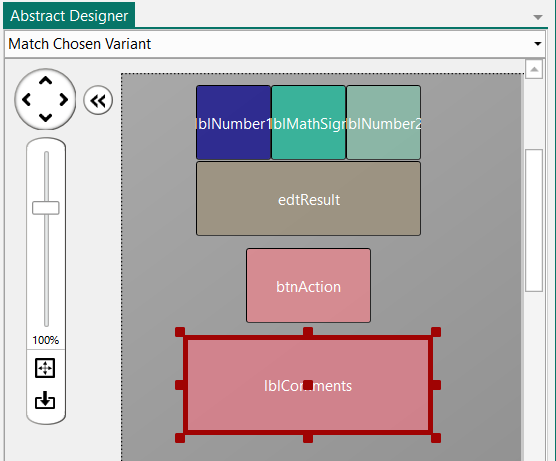 Abstract Designer
Match Chosen Variant
lblNumber1 lblMathSign lblNumber2
edtResult
btnAction
100%
lblComments